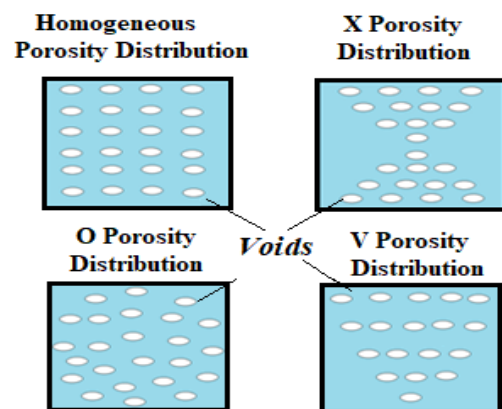 Homogeneous
Porosity Distribution
X Porosity
Distribution
Voids
O Porosity
Distribution
V Porosity
Distribution